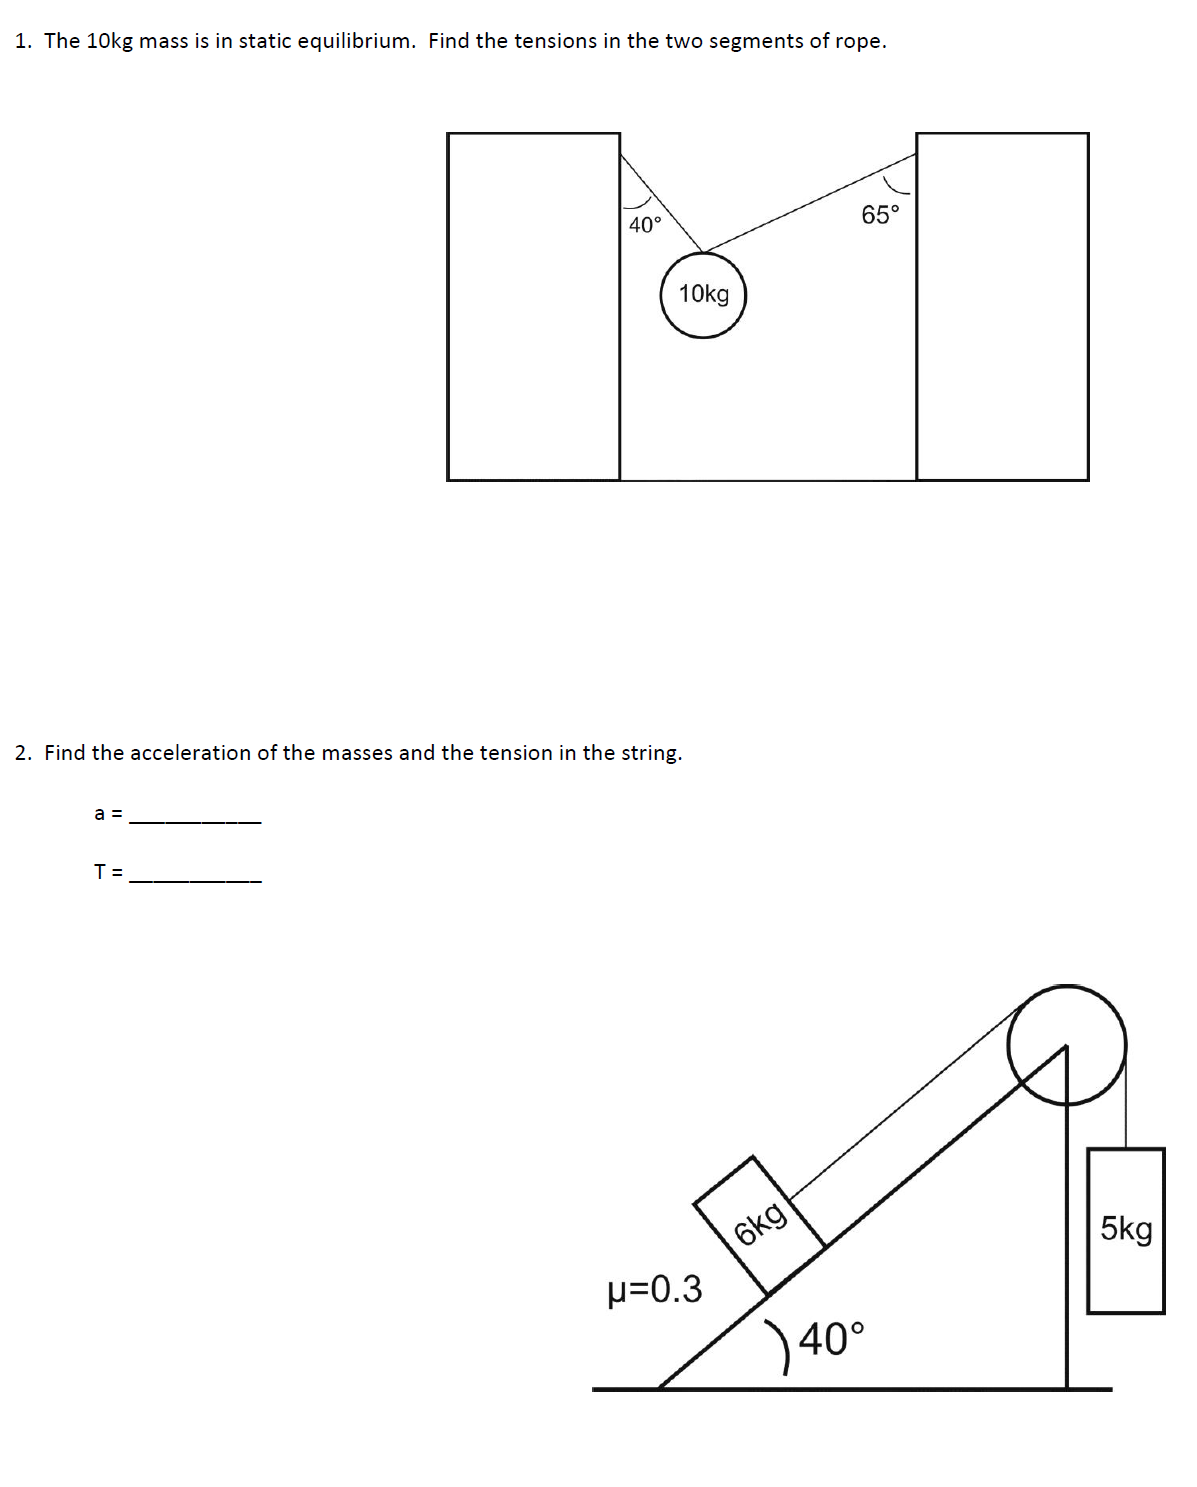 1. The 10kg mass is in static equilibrium. Find the tensions in the two segments of rope.
40°
65°
10kg
2. Find the acceleration of the masses and the tension in the string.
a = ___________
T = ___________
6kg
5kg
μ=0.3
40°